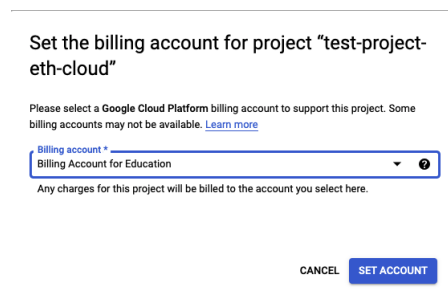 Set the billing account for project “test-project-
eth-cloud”
Please select a Google Cloud Platform billing account to support this project. Some
billing accounts may not be available. Learn more
Billing account *
Billing Account for Education
Any charges for this project will be billed to the account you select here.
CANCEL SET ACCOUNT